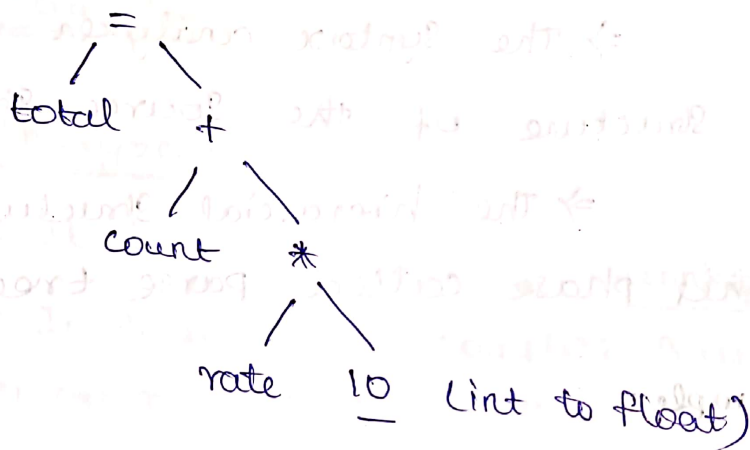 =
total +
count *
rate 10 (int to float)